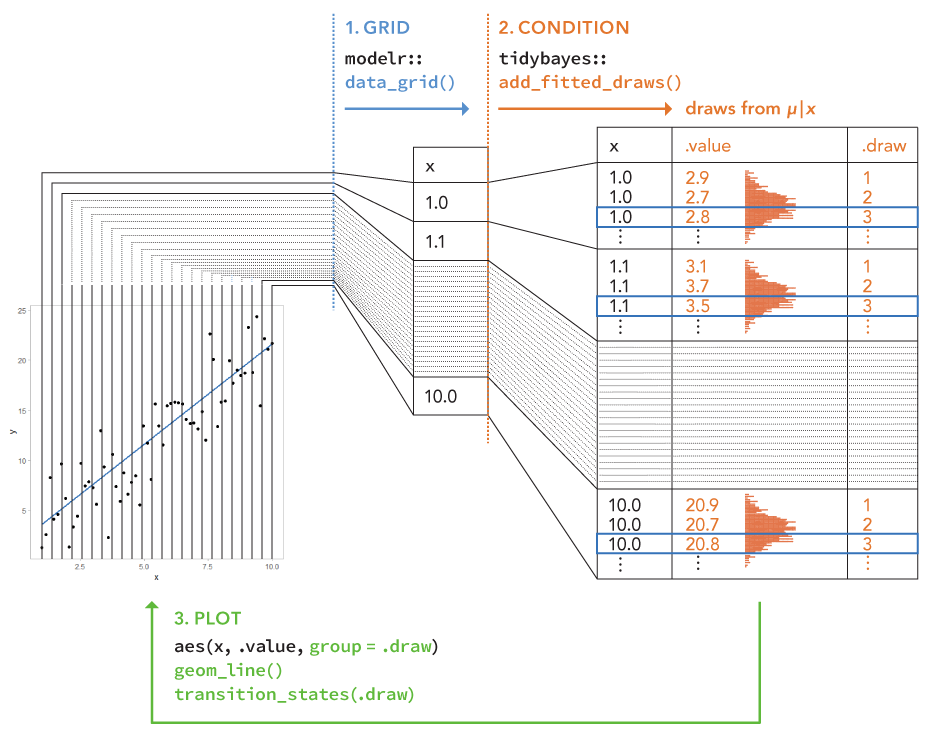 1. GRID
modelr::
data_grid()
2. CONDITION
tidybayes::
add_fitted_draws()
draws from μ|x
x
1.0
1.1
10.0
x .value .draw
1.0 2.9 1
1.0 2.7 2
1.0 2.8 3
⋮ ⋮ ⋮
1.1 3.1 1
1.1 3.7 2
1.1 3.5 3
⋮ ⋮ ⋮
10.0 20.9 1
10.0 20.7 2
10.0 20.8 3
⋮ ⋮ ⋮
25
20
15
10
5
y
2.5 5.0 7.5 10.0
x
3. PLOT
aes(x, .value, group = .draw)
geom_line()
transition_states(.draw)